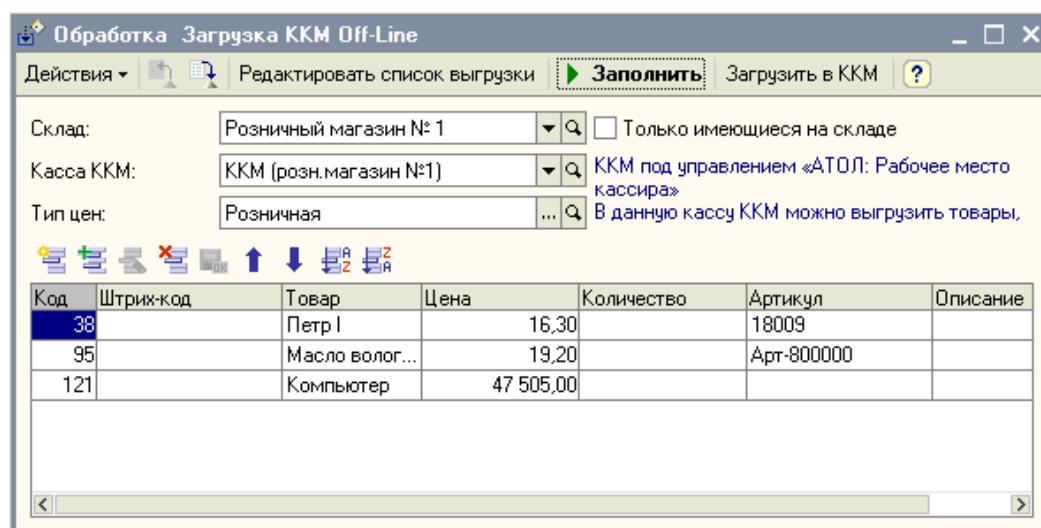 Обработка Загрузка ККМ Off-Line
Действия Редактировать список выгрузки Заполнить Загрузить в ККМ ?
Склад: Розничный магазин № 1 Только имеющиеся на складе
Касса ККМ: ККМ (розн.магазин №1) ККМ под управлением «АТОЛ: Рабочее место
кассира»
Тип цен: Розничная ... В данную кассу ККМ можно выгрузить товары,
Код Штрих-код Товар Цена Количество Артикул Описание
38 Петр I 16,30 18009
95 Масло волог... 19,20 Арт-800000
121 Компьютер 47 505,00